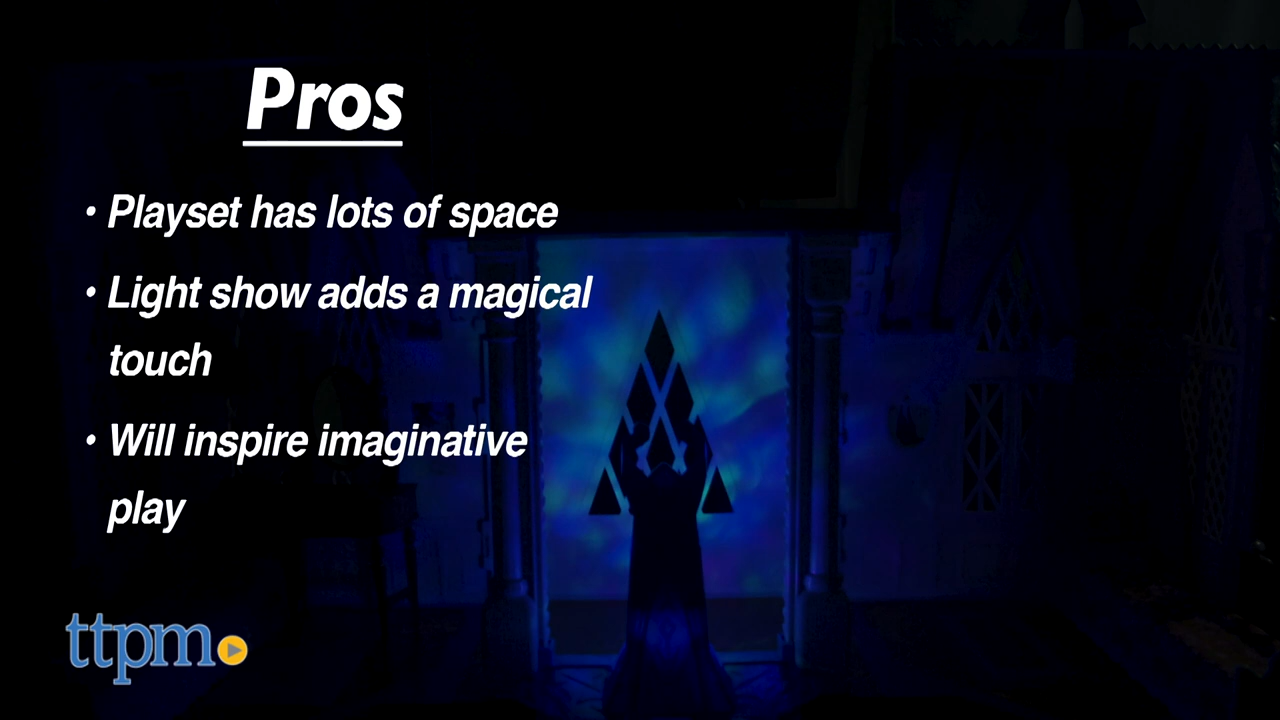 Pros
• Playset has lots of space
• Light show adds a magical
touch
• Will inspire imaginative
play
ttpm